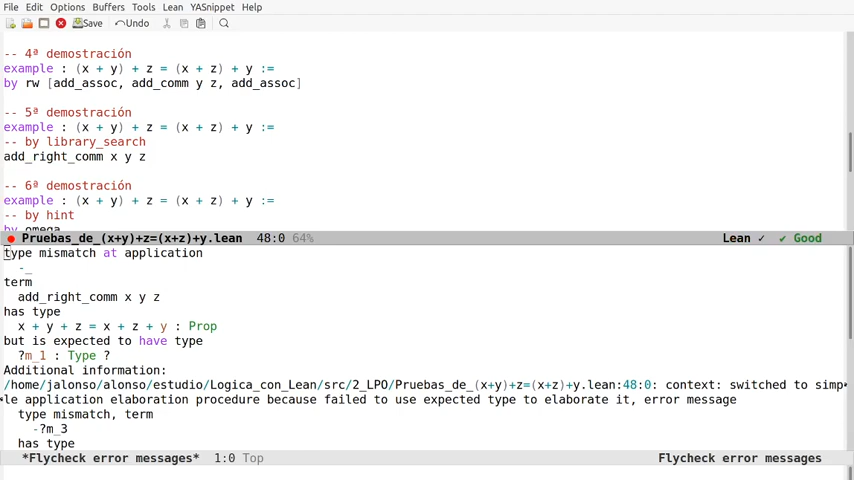 File Edit Options Buffers Tools Lean YASnippet Help
Save Undo
-- 4ª demostración
example : (x + y) + z = (x + z) + y :=
by rw [add_assoc, add_comm y z, add_assoc]
-- 5ª demostración
example : (x + y) + z = (x + z) + y :=
-- by library_search
add_right_comm x y z
-- 6ª demostración
example : (x + y) + z = (x + z) + y :=
-- by hint
by omega
Pruebas_de_(x+y)+z=(x+z)+y.lean 48:0 64% Lean ✓ ✔ Good
type mismatch at application
-_
term
add_right_comm x y z
has type
x + y + z = x + z + y : Prop
but is expected to have type
?m_1 : Type ?
Additional information:
/home/jalonso/alonso/estudio/Logica_con_Lean/src/2_LPO/Pruebas_de_(x+y)+z=(x+z)+y.lean:48:0: context: switched to simp
le application elaboration procedure because failed to use expected type to elaborate it, error message
type mismatch, term
-?m_3
has type
*Flycheck error messages* 1:0 Top Flycheck error messages